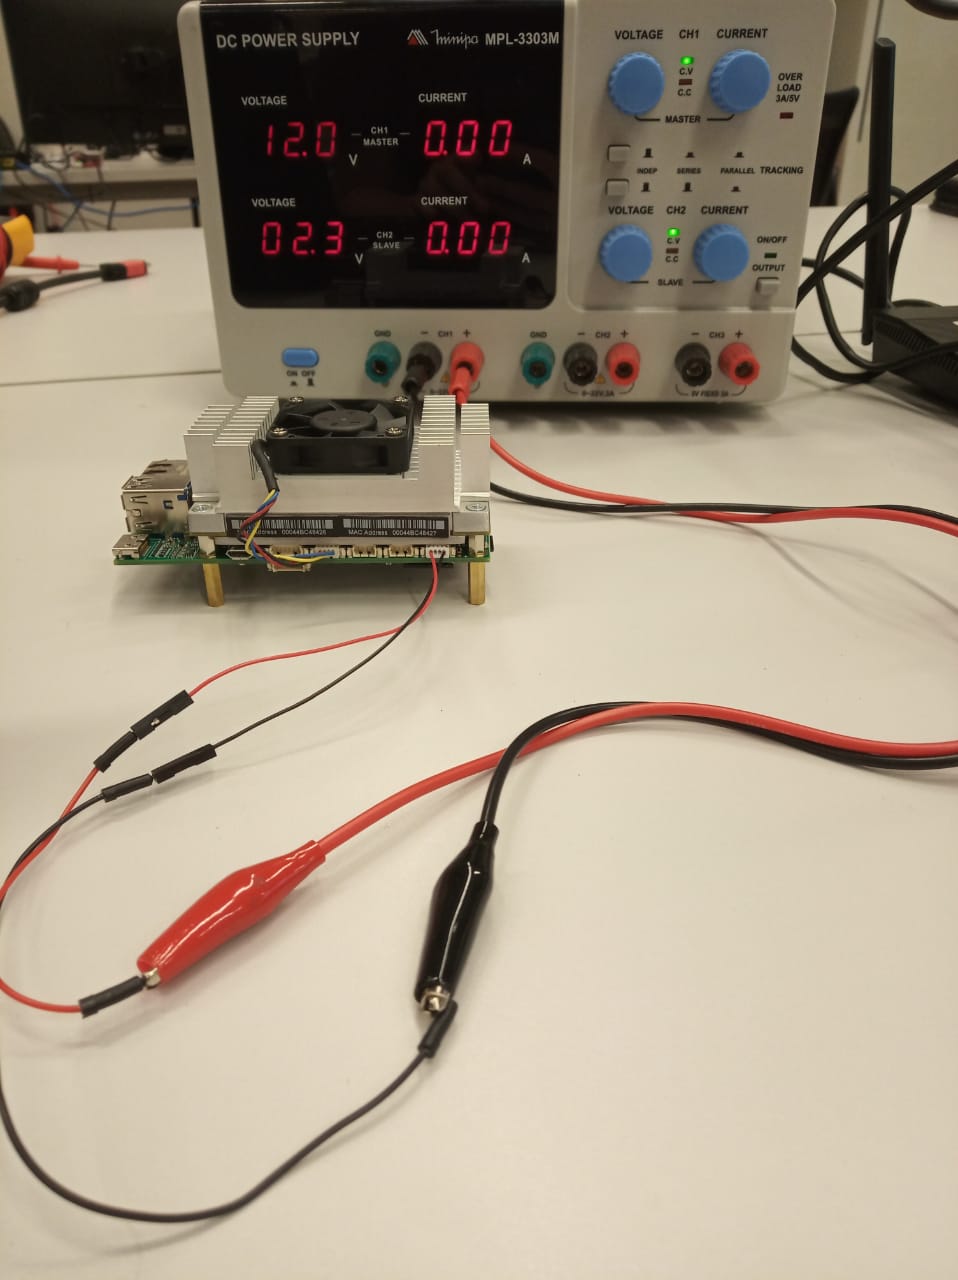 DC POWER SUPPLY
minipa MPL-3303M
VOLTAGE
CURRENT
12.0 V
CH1
MASTER
0.00 A
VOLTAGE
CURRENT
02.3 V
CH2
SLAVE
0.00 A
VOLTAGE CH1 CURRENT
C.V
C.C
OVER
LOAD
3A/5V
MASTER
INDEP SERIES PARALLEL TRACKING
VOLTAGE CH2 CURRENT
C.V
C.C
ON/OFF
OUTPUT
SLAVE
ON OFF
GND − CH1 +
GND − CH2 +
− CH3 +
0~32V,3A
5V FIXED 3A
Address 00044BC48426
MAC Address 00044BC48427